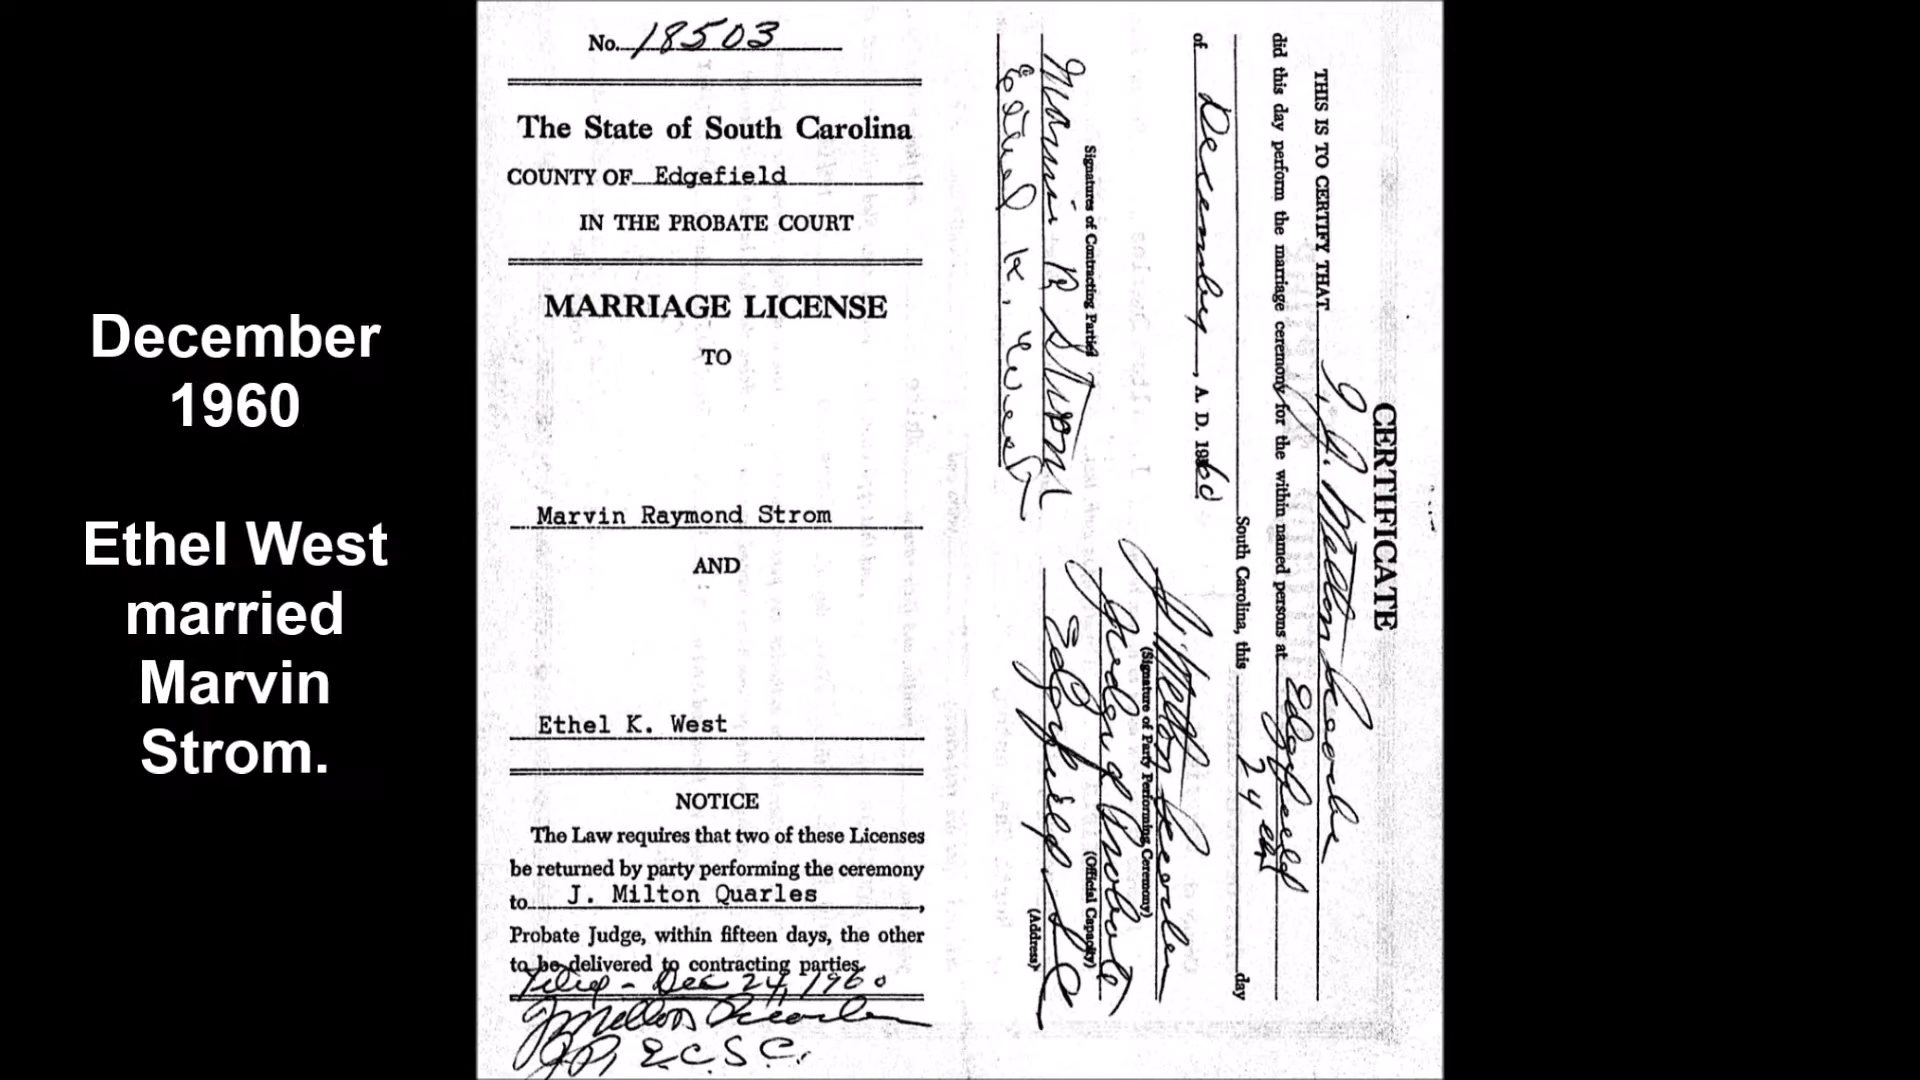 December
1960
Ethel West
married
Marvin
Strom.
No. 18503
The State of South Carolina
COUNTY OF Edgefield
IN THE PROBATE COURT
MARRIAGE LICENSE
TO
Marvin Raymond Strom
AND
Ethel K. West
NOTICE
The Law requires that two of these Licenses
be returned by party performing the ceremony
to J. Milton Quarles,
Probate Judge, within fifteen days, the other
to be delivered to contracting parties.
Filed - Dec 24, 1960
J Milton Quarles
E.C.S.C.
CERTIFICATE
THIS IS TO CERTIFY THAT I, J. Milton Quarles
did this day perform the marriage ceremony for the within named persons at Edgefield
South Carolina, this 24th day
of December, A. D. 1960
J. Milton Quarles
(Signature of Party Performing Ceremony)
Judge of Probate
(Official Capacity)
Edgefield, S C
(Address)
Signatures of Contracting Parties
Marvin R Strom
Ethel K. West